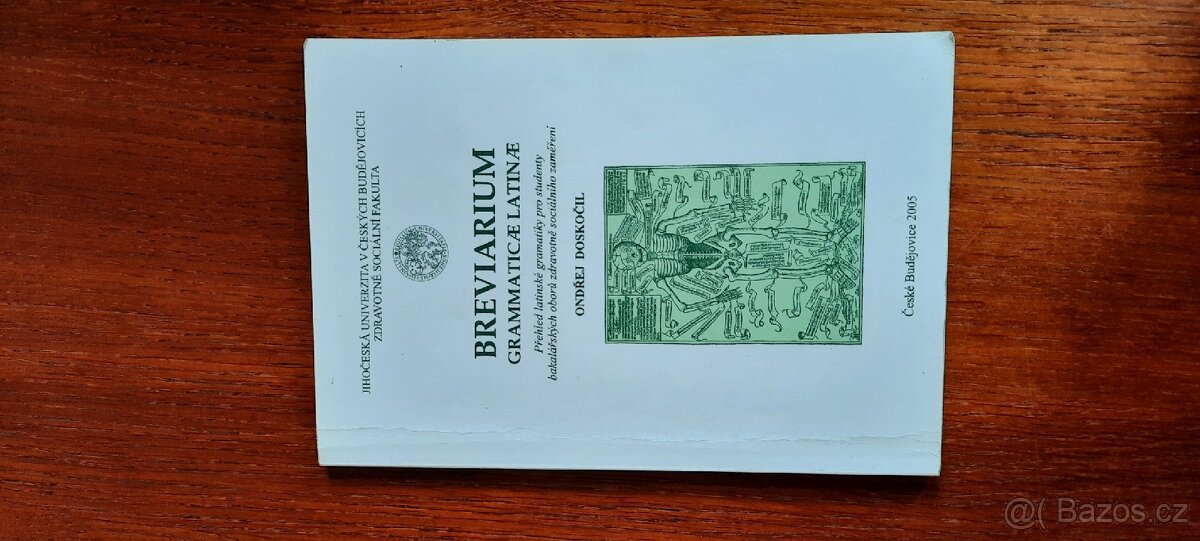 JIHOČESKÁ UNIVERZITA V ČESKÝCH BUDĚJOVICÍCH
ZDRAVOTNĚ SOCIÁLNÍ FAKULTA
BREVIARIUM
GRAMMATICÆ LATINÆ
Přehled latinské gramatiky pro studenty
bakalářských oborů zdravotně sociálního zaměření
ONDŘEJ DOSKOČIL
České Budějovice 2005
@( Bazos.cz